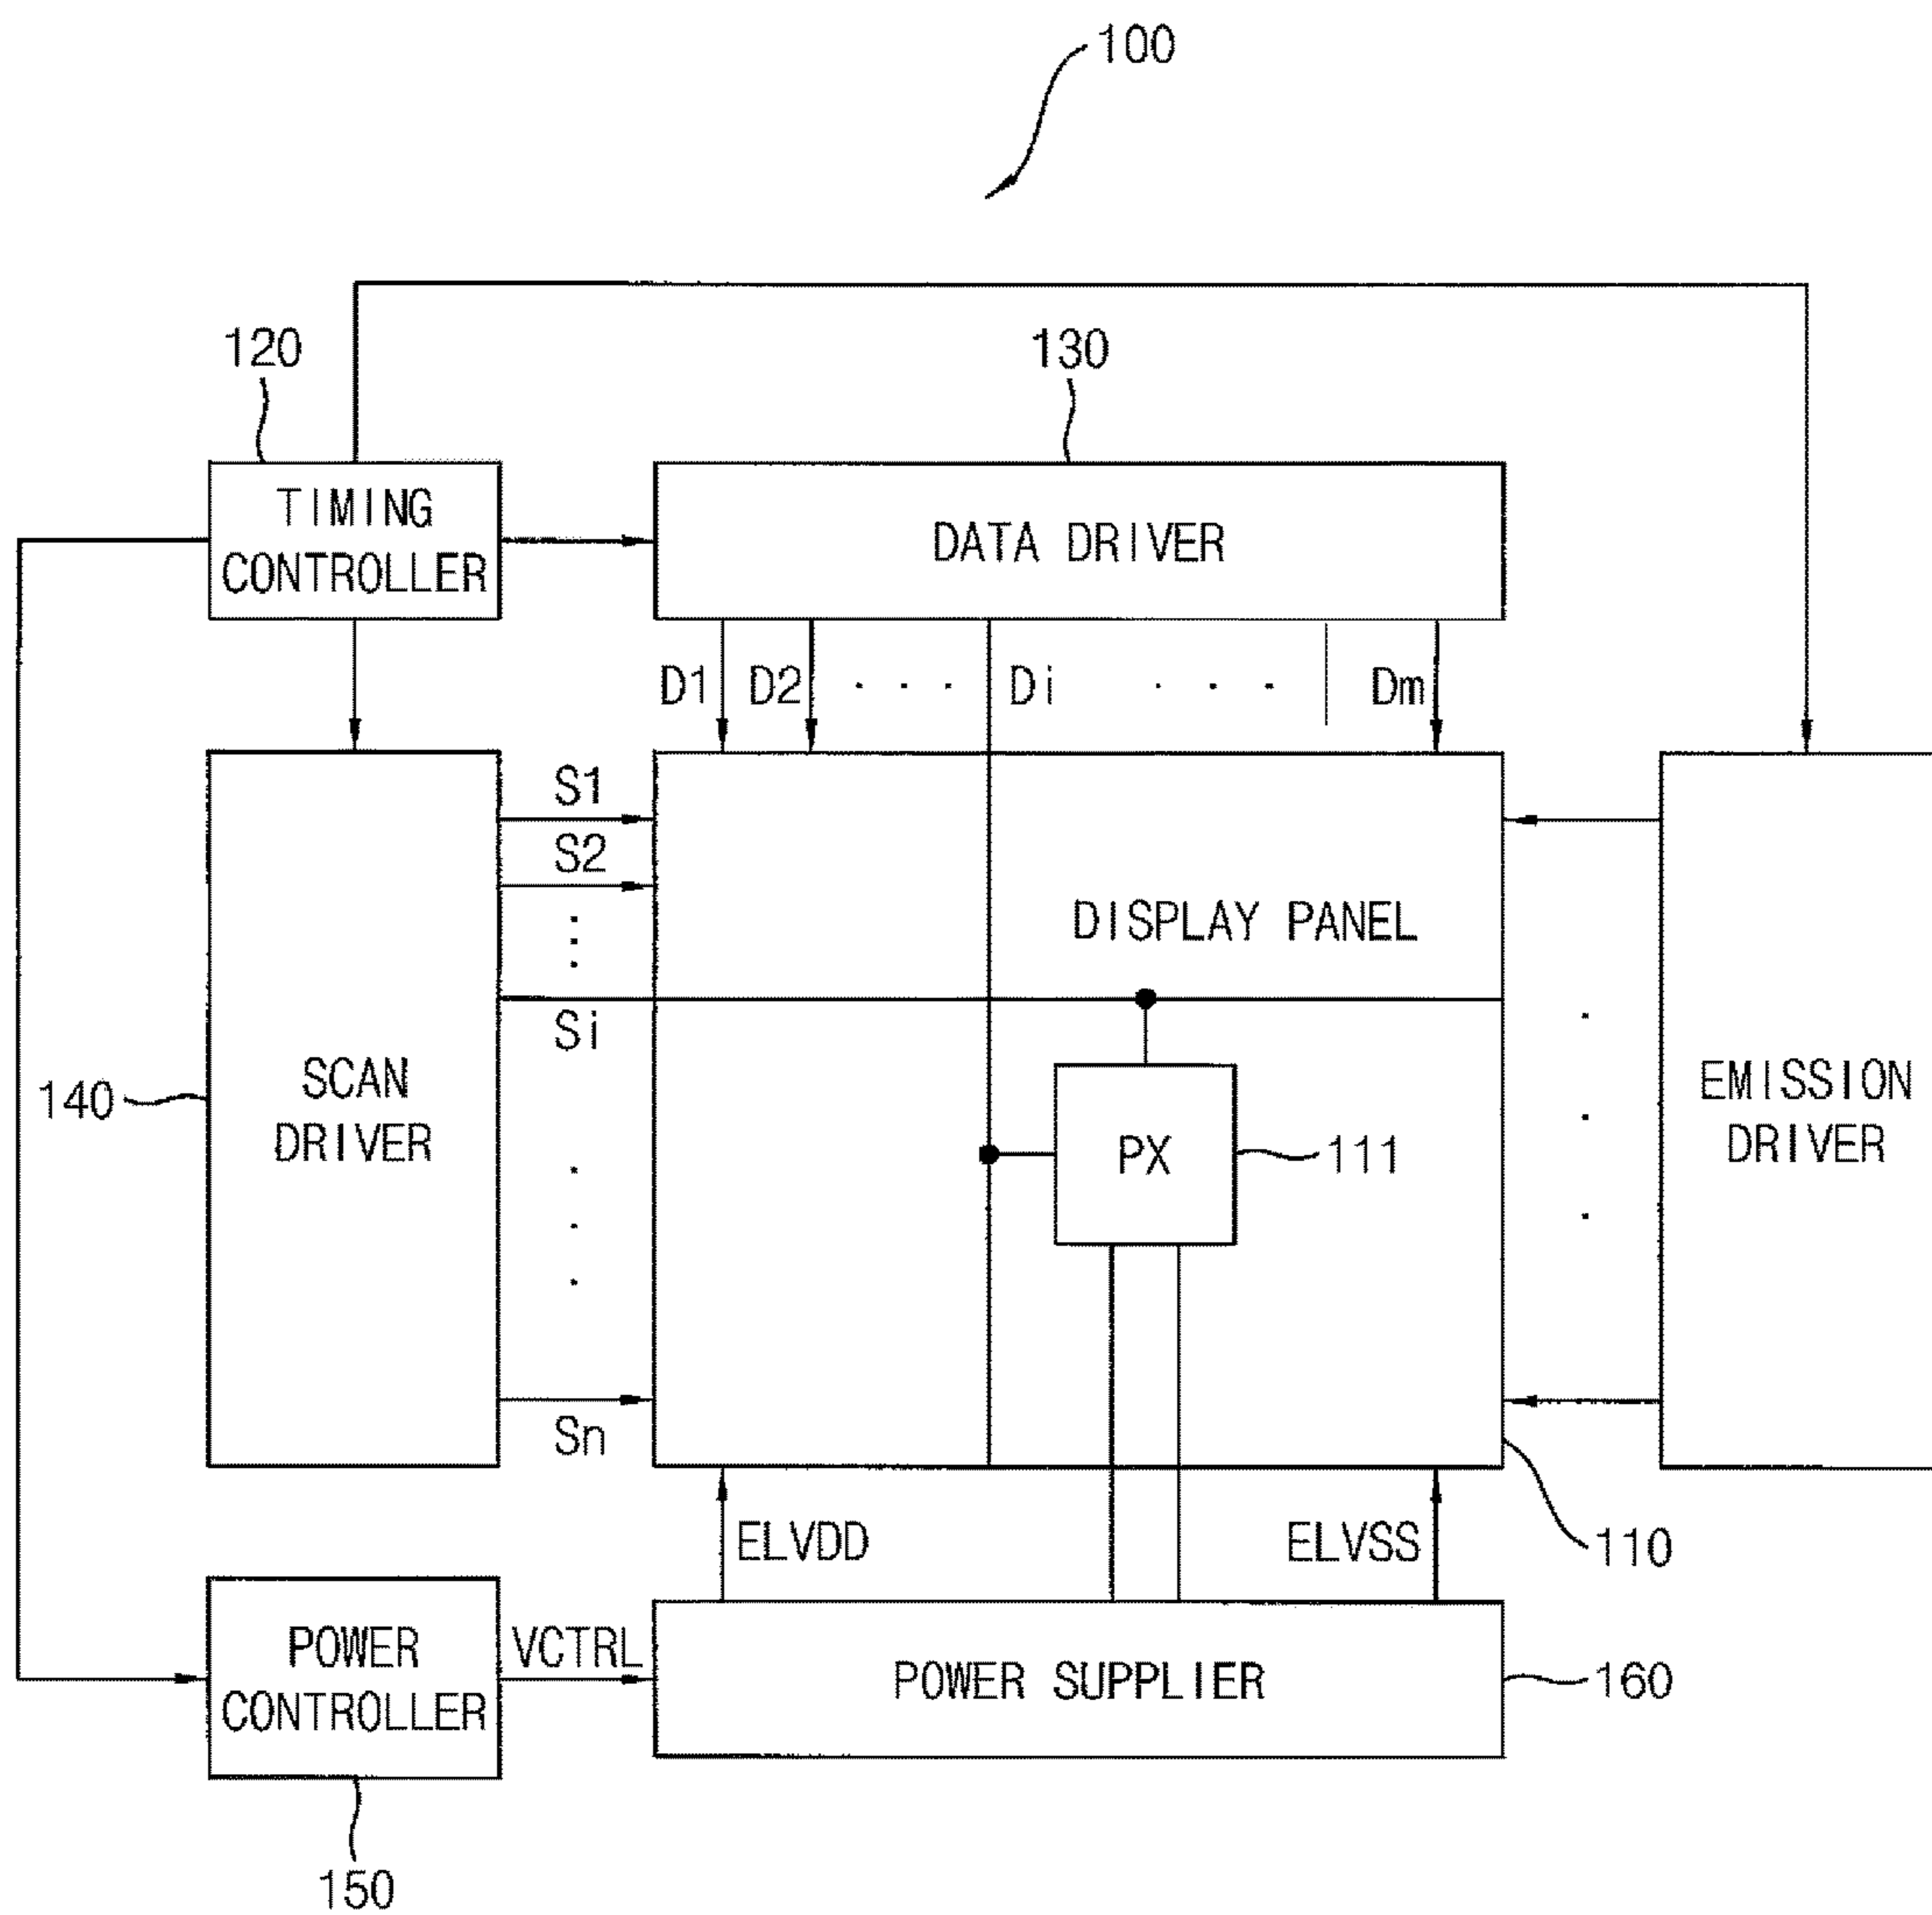 100
120
130
TIMING
CONTROLLER
DATA DRIVER
D1 D2 · · · Di · · · Dm
S1
S2
DISPLAY PANEL
Si
SCAN
DRIVER
140
PX
111
EMISSION
DRIVER
Sn
ELVDD
ELVSS
110
POWER
CONTROLLER
VCTRL
POWER SUPPLIER
160
150